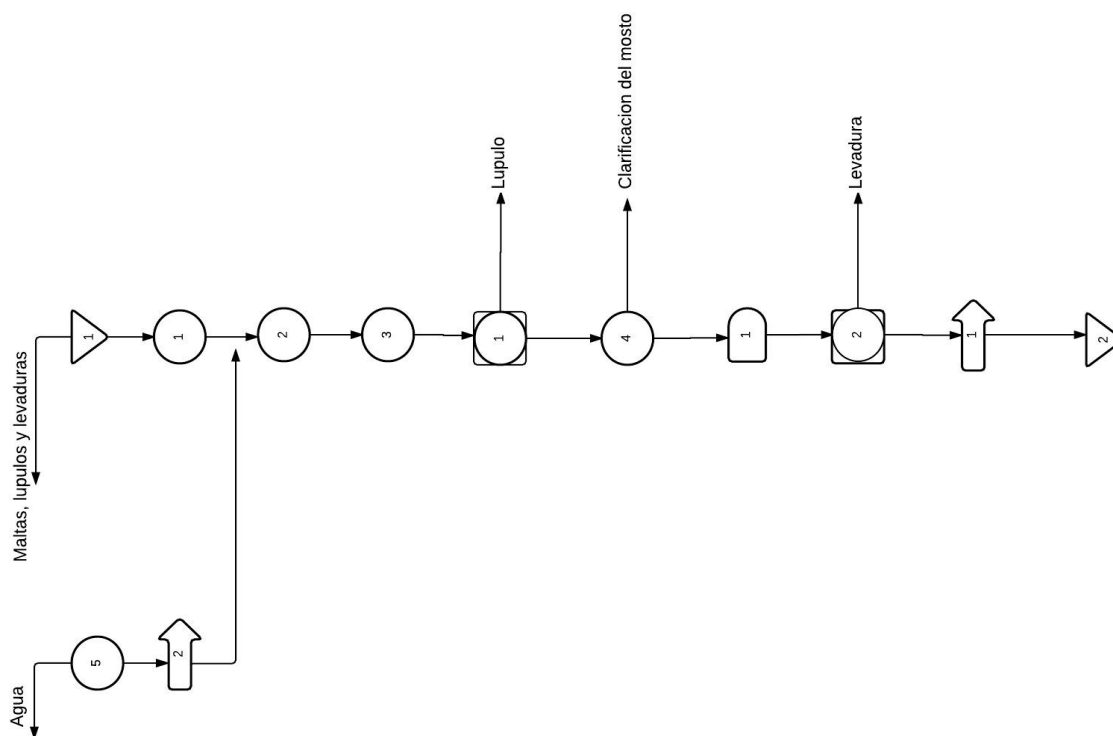 Agua
Maltas, lupulos y levaduras
5
1
2
1
2
3
1
Lupulo
4
Clarificacion del mosto
1
2
Levadura
1
2